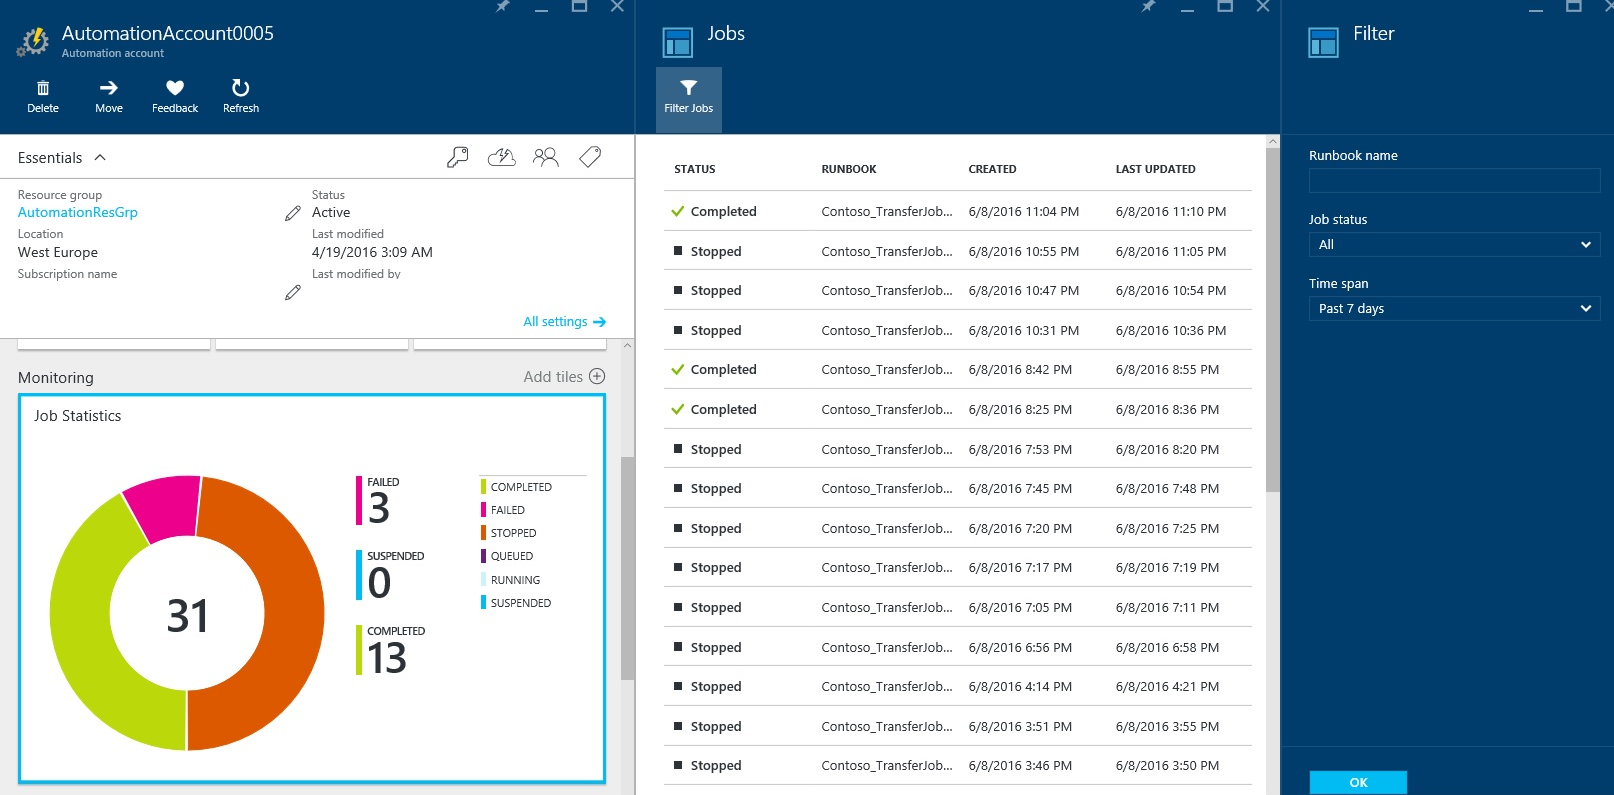 AutomationAccount0005
Automation account
Delete
Move
Feedback
Refresh
Essentials
Resource group
AutomationResGrp
Location
West Europe
Subscription name
Status
Active
Last modified
4/19/2016 3:09 AM
Last modified by
All settings
Monitoring
Add tiles
Job Statistics
31
FAILED
3
SUSPENDED
0
COMPLETED
13
COMPLETED
FAILED
STOPPED
QUEUED
RUNNING
SUSPENDED
Jobs
Filter Jobs
STATUS RUNBOOK CREATED LAST UPDATED
Completed Contoso_TransferJob... 6/8/2016 11:04 PM 6/8/2016 11:10 PM
Stopped Contoso_TransferJob... 6/8/2016 10:55 PM 6/8/2016 11:05 PM
Stopped Contoso_TransferJob... 6/8/2016 10:47 PM 6/8/2016 10:54 PM
Stopped Contoso_TransferJob... 6/8/2016 10:31 PM 6/8/2016 10:36 PM
Completed Contoso_TransferJob... 6/8/2016 8:42 PM 6/8/2016 8:55 PM
Completed Contoso_TransferJob... 6/8/2016 8:25 PM 6/8/2016 8:36 PM
Stopped Contoso_TransferJob... 6/8/2016 7:53 PM 6/8/2016 8:20 PM
Stopped Contoso_TransferJob... 6/8/2016 7:45 PM 6/8/2016 7:48 PM
Stopped Contoso_TransferJob... 6/8/2016 7:20 PM 6/8/2016 7:25 PM
Stopped Contoso_TransferJob... 6/8/2016 7:17 PM 6/8/2016 7:19 PM
Stopped Contoso_TransferJob... 6/8/2016 7:05 PM 6/8/2016 7:11 PM
Stopped Contoso_TransferJob... 6/8/2016 6:56 PM 6/8/2016 6:58 PM
Stopped Contoso_TransferJob... 6/8/2016 4:14 PM 6/8/2016 4:21 PM
Stopped Contoso_TransferJob... 6/8/2016 3:51 PM 6/8/2016 3:55 PM
Stopped Contoso_TransferJob... 6/8/2016 3:46 PM 6/8/2016 3:50 PM
Filter
Runbook name
Job status
All
Time span
Past 7 days
OK